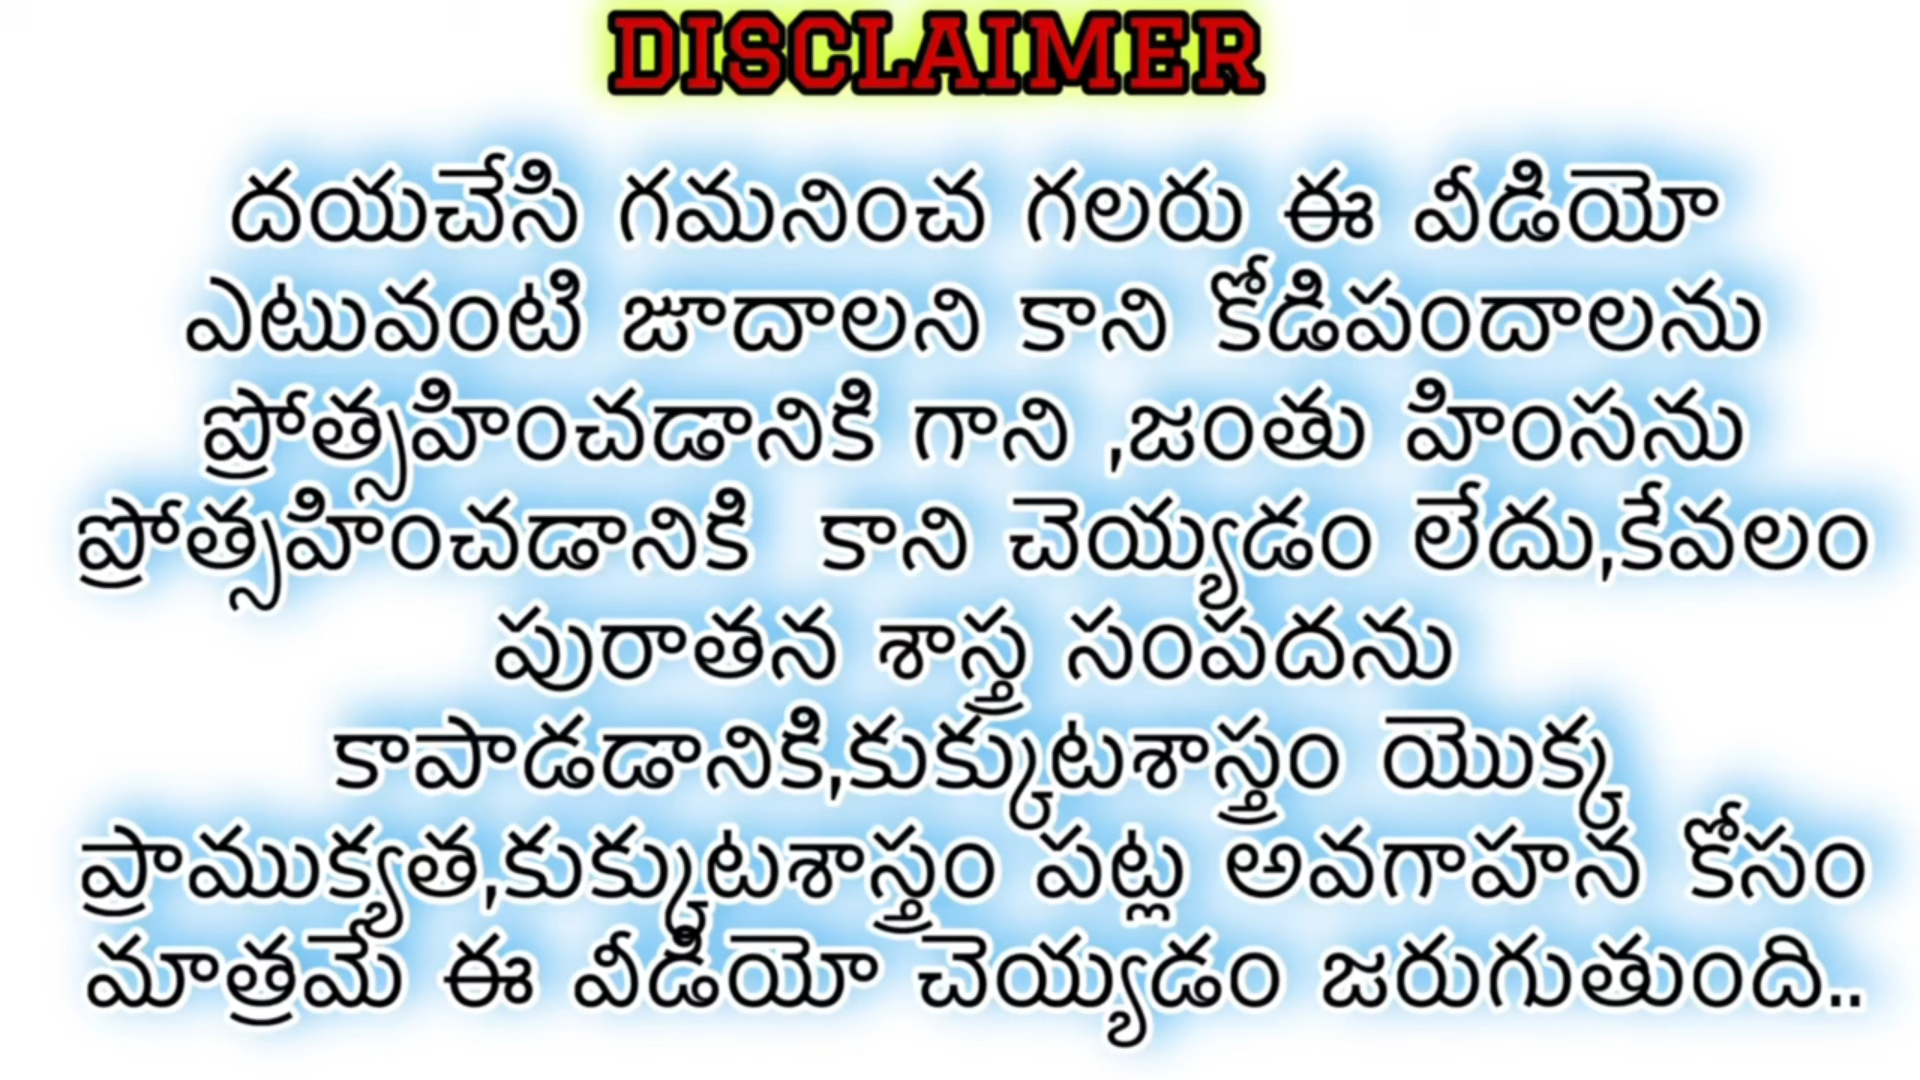 DISCLAIMER
దయచేసి గమనించ గలరు ఈ వీడియో
ఎటువంటి జూదాలని కాని కోడిపందాలను
ప్రోత్సహించడానికి గాని ,జంతు హింసను
ప్రోత్సహించడానికి కాని చెయ్యడం లేదు,కేవలం
పురాతన శాస్త్ర సంపదను
కాపాడడానికి,కుక్కుటశాస్త్రం యొక్క
ప్రాముక్యత,కుక్కుటశాస్త్రం పట్ల అవగాహన కోసం
మాత్రమే ఈ వీడియో చెయ్యడం జరుగుతుంది..